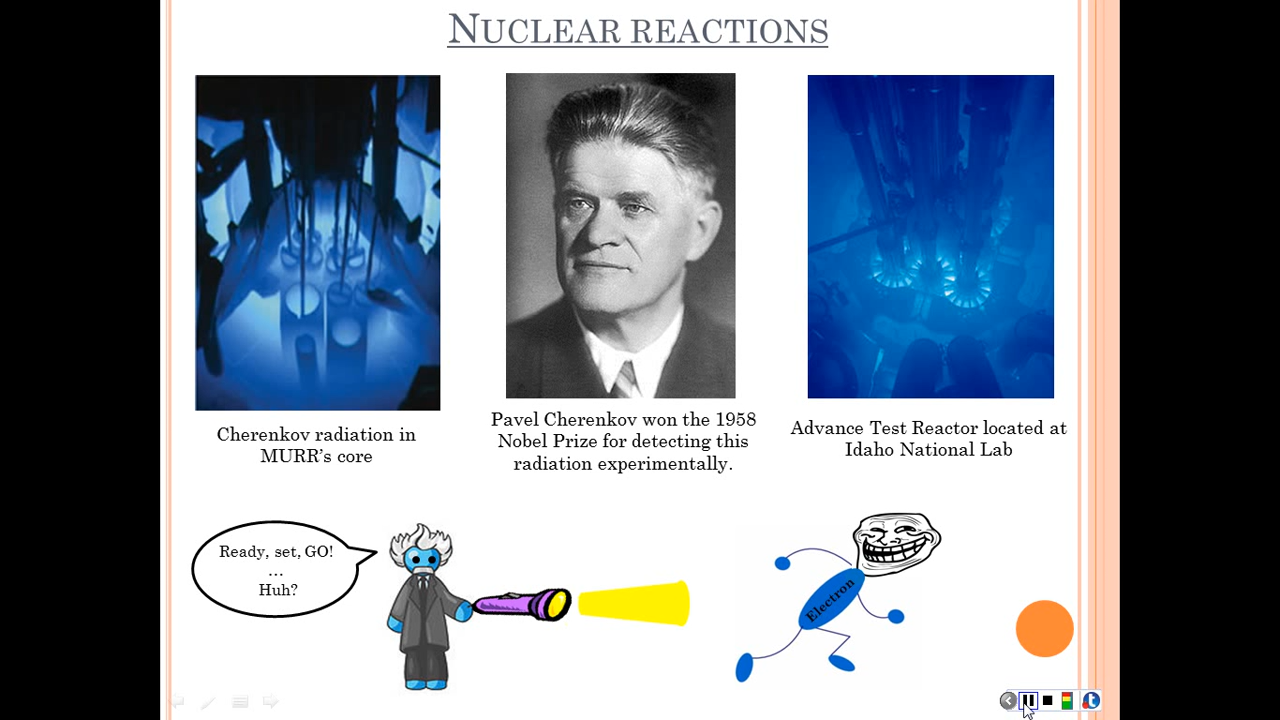 NUCLEAR REACTIONS
Cherenkov radiation in
MURR's core
Pavel Cherenkov won the 1958
Nobel Prize for detecting this
radiation experimentally.
Advance Test Reactor located at
Idaho National Lab
Ready, set, GO!
...
Huh?
Electron